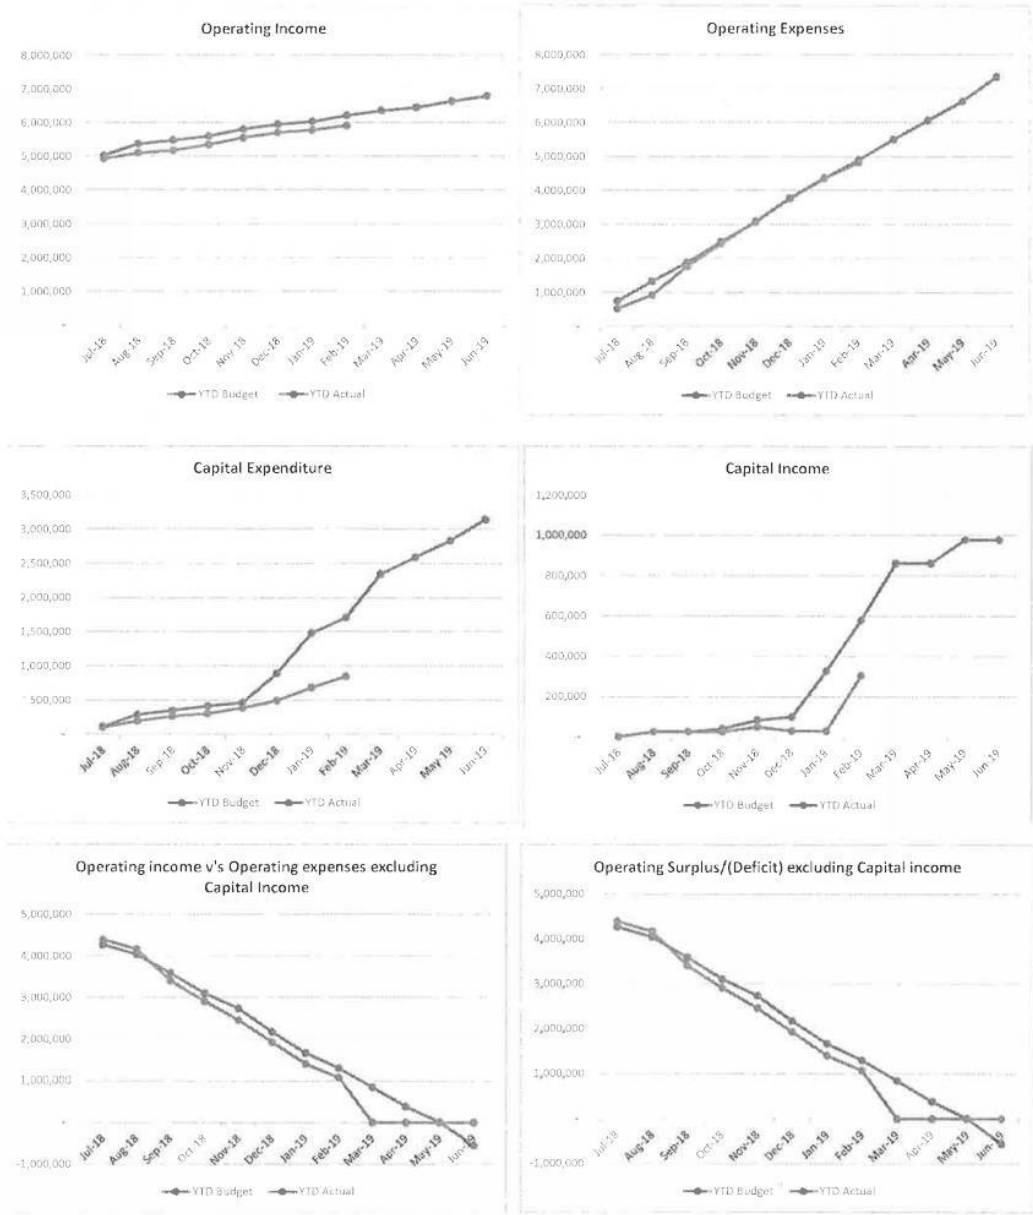 Operating Income
8,000,000
7,000,000
6,000,000
5,000,000
4,000,000
3,000,000
2,000,000
1,000,000
-
Jul-18 Aug-18 Sep-18 Oct-18 Nov-18 Dec-18 Jan-19 Feb-19 Mar-19 Apr-19 May-19 Jun-19
YTD Budget YTD Actual
Operating Expenses
8,000,000
7,000,000
6,000,000
5,000,000
4,000,000
3,000,000
2,000,000
1,000,000
-
Jul-18 Aug-18 Sep-18 Oct-18 Nov-18 Dec-18 Jan-19 Feb-19 Mar-19 Apr-19 May-19 Jun-19
YTD Budget YTD Actual
Capital Expenditure
3,500,000
3,000,000
2,500,000
2,000,000
1,500,000
1,000,000
500,000
-
Jul-18 Aug-18 Sep-18 Oct-18 Nov-18 Dec-18 Jan-19 Feb-19 Mar-19 Apr-19 May-19 Jun-19
YTD Budget YTD Actual
Capital Income
1,200,000
1,000,000
800,000
600,000
400,000
200,000
-
Jul-18 Aug-18 Sep-18 Oct-18 Nov-18 Dec-18 Jan-19 Feb-19 Mar-19 Apr-19 May-19 Jun-19
YTD Budget YTD Actual
Operating income v's Operating expenses excluding
Capital Income
5,000,000
4,000,000
3,000,000
2,000,000
1,000,000
-
-1,000,000
Jul-18 Aug-18 Sep-18 Oct-18 Nov-18 Dec-18 Jan-19 Feb-19 Mar-19 Apr-19 May-19 Jun-19
YTD Budget YTD Actual
Operating Surplus/(Deficit) excluding Capital income
5,000,000
4,000,000
3,000,000
2,000,000
1,000,000
-
-1,000,000
Jul-18 Aug-18 Sep-18 Oct-18 Nov-18 Dec-18 Jan-19 Feb-19 Mar-19 Apr-19 May-19 Jun-19
YTD Budget YTD Actual